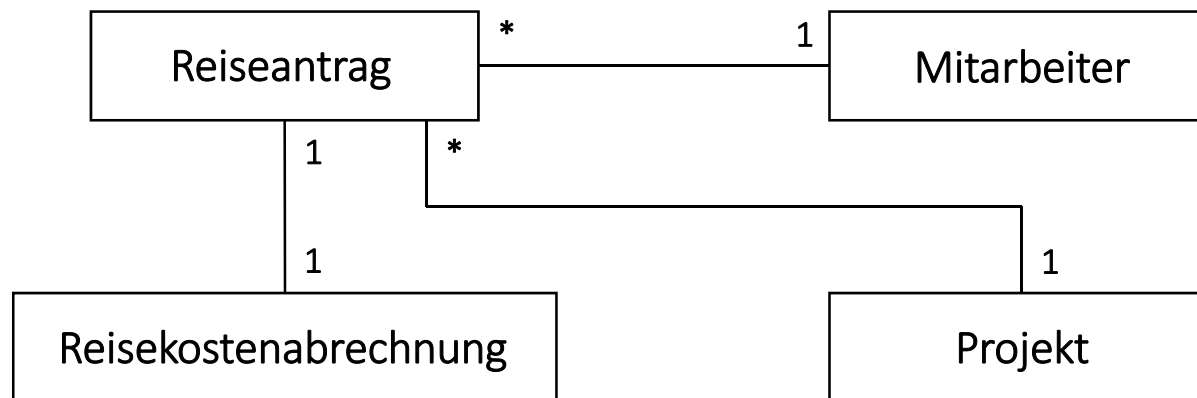 Reiseantrag
*
1
Mitarbeiter
1
*
1
1
Reisekostenabrechnung
Projekt